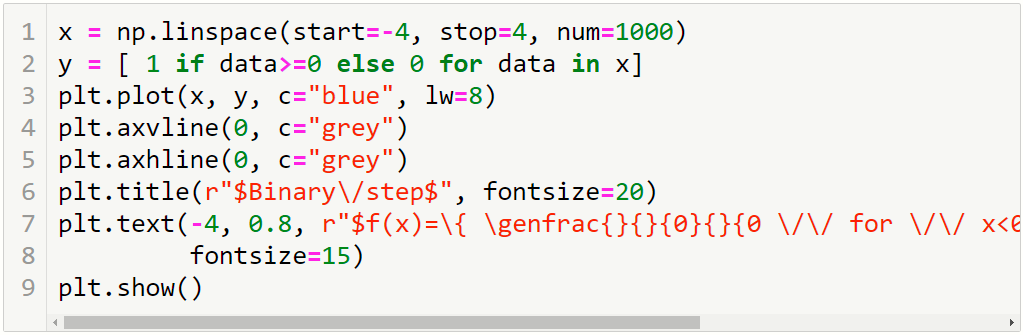 1 x = np.linspace(start=-4, stop=4, num=1000)
2 y = [ 1 if data>=0 else 0 for data in x]
3 plt.plot(x, y, c="blue", lw=8)
4 plt.axvline(0, c="grey")
5 plt.axhline(0, c="grey")
6 plt.title(r"$Binary\/step$", fontsize=20)
7 plt.text(-4, 0.8, r"$f(x)=\{ \genfrac{}{}{0}{}{0 \/\/ for \/\/ x<0
8          fontsize=15)
9 plt.show()